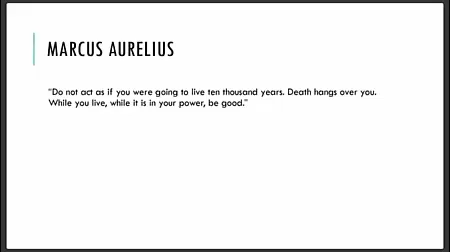 MARCUS AURELIUS
"Do not act as if you were going to live ten thousand years. Death hangs over you.
While you live, while it is in your power, be good."